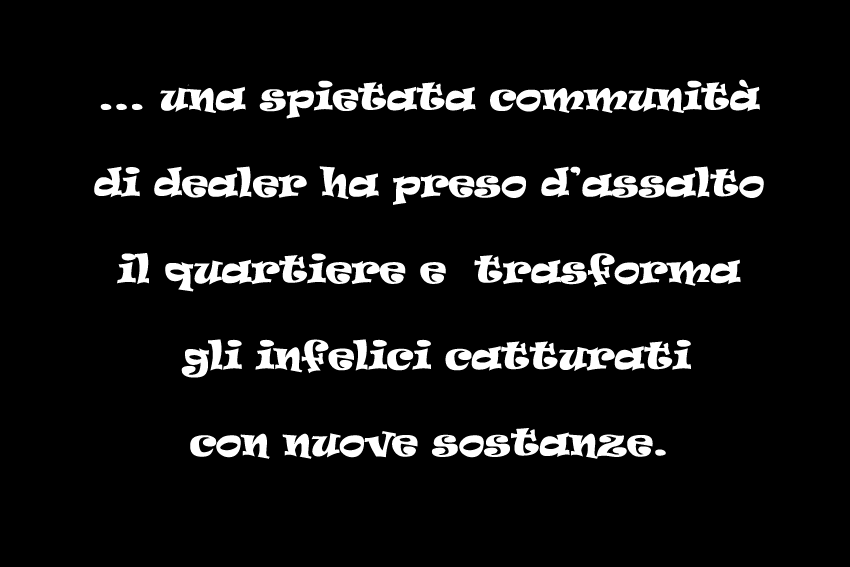 ... una spietata communità
di dealer ha preso d'assalto
il quartiere e  trasforma
gli infelici catturati
con nuove sostanze.